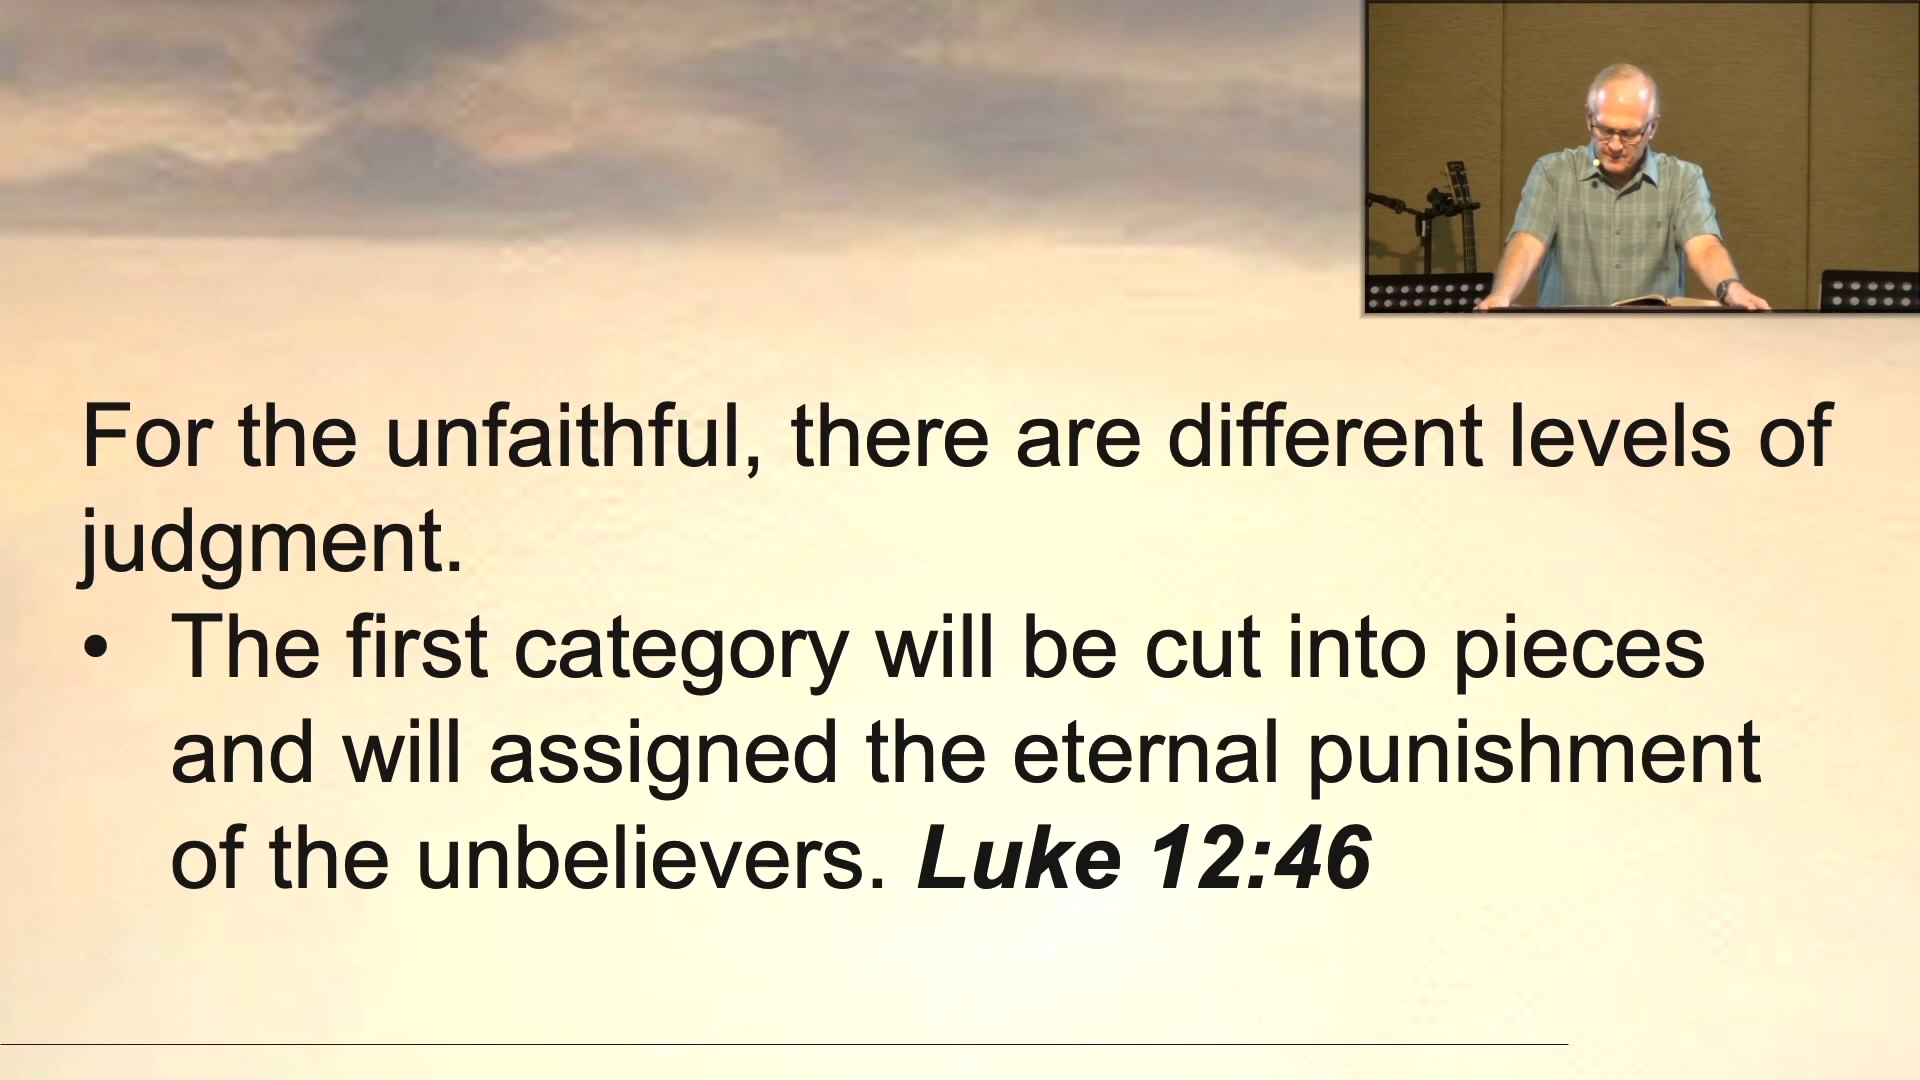 For the unfaithful, there are different levels of
judgment.
• The first category will be cut into pieces
and will assigned the eternal punishment
of the unbelievers. Luke 12:46